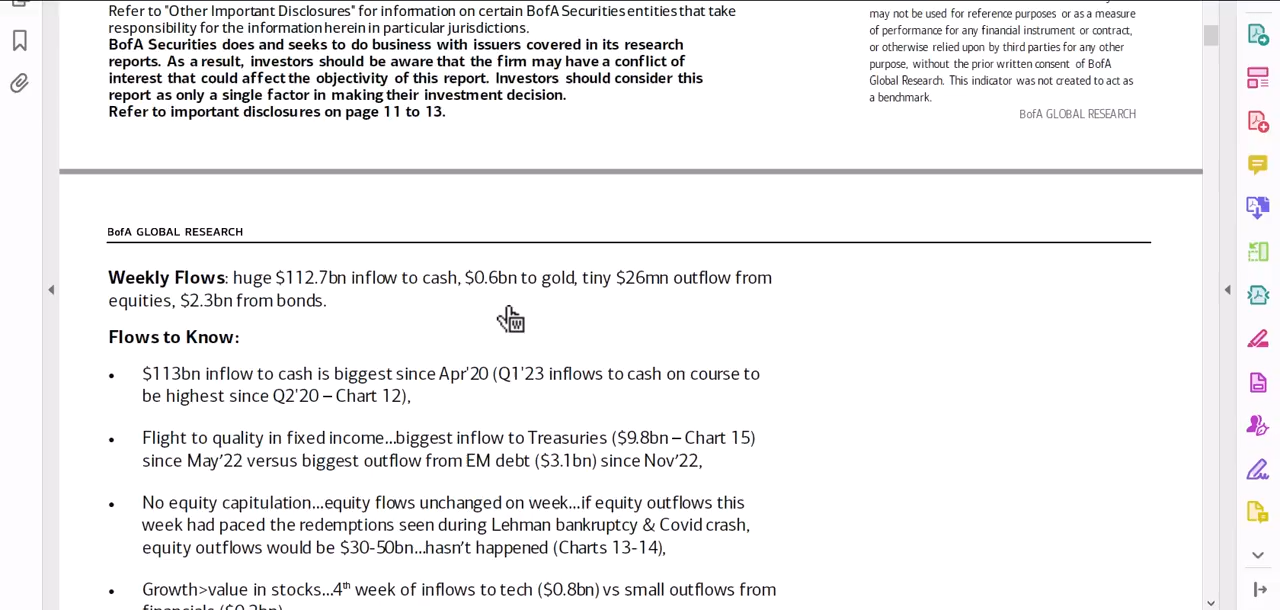 Refer to "Other Important Disclosures" for information on certain BofA Securities entities that take
responsibility for the information herein in particular jurisdictions.
BofA Securities does and seeks to do business with issuers covered in its research
reports. As a result, investors should be aware that the firm may have a conflict of
interest that could affect the objectivity of this report. Investors should consider this
report as only a single factor in making their investment decision.
Refer to important disclosures on page 11 to 13.
may not be used for reference purposes or as a measure
of performance for any financial instrument or contract,
or otherwise relied upon by third parties for any other
purpose, without the prior written consent of BofA
Global Research. This indicator was not created to act as
a benchmark.
BofA GLOBAL RESEARCH
BofA GLOBAL RESEARCH
Weekly Flows: huge $112.7bn inflow to cash, $0.6bn to gold, tiny $26mn outflow from
equities, $2.3bn from bonds.
Flows to Know:
• $113bn inflow to cash is biggest since Apr'20 (Q1'23 inflows to cash on course to
be highest since Q2'20 – Chart 12),
• Flight to quality in fixed income…biggest inflow to Treasuries ($9.8bn – Chart 15)
since May'22 versus biggest outflow from EM debt ($3.1bn) since Nov'22,
• No equity capitulation…equity flows unchanged on week…if equity outflows this
week had paced the redemptions seen during Lehman bankruptcy & Covid crash,
equity outflows would be $30-50bn…hasn't happened (Charts 13-14),
• Growth>value in stocks…4th week of inflows to tech ($0.8bn) vs small outflows from